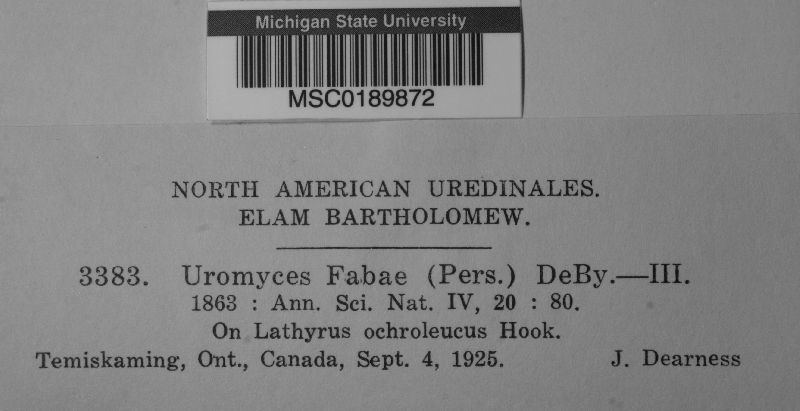 Michigan State University
MSC0189872
NORTH AMERICAN UREDINALES.
ELAM BARTHOLOMEW.
3383. Uromyces Fabae (Pers.) DeBy.—III.
1863 : Ann. Sci. Nat. IV, 20 : 80.
On Lathyrus ochroleucus Hook.
Temiskaming, Ont., Canada, Sept. 4, 1925. J. Dearness